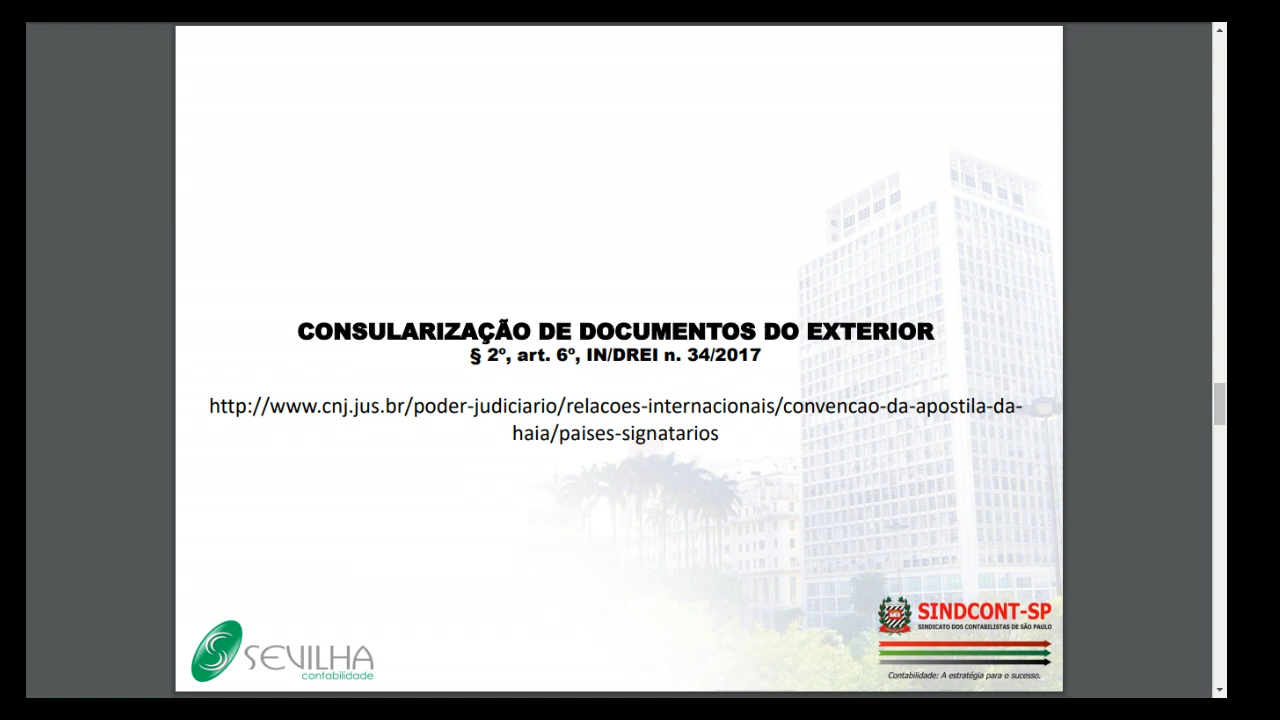 CONSULARIZAÇÃO DE DOCUMENTOS DO EXTERIOR
§ 2º, art. 6º, IN/DREI n. 34/2017
http://www.cnj.jus.br/poder-judiciario/relacoes-internacionais/convencao-da-apostila-da-
haia/paises-signatarios
SEVILHA
contabilidade
SINDCONT-SP
SINDICATO DOS CONTABILISTAS DE SÃO PAULO
Contabilidade: A estratégia para o sucesso.